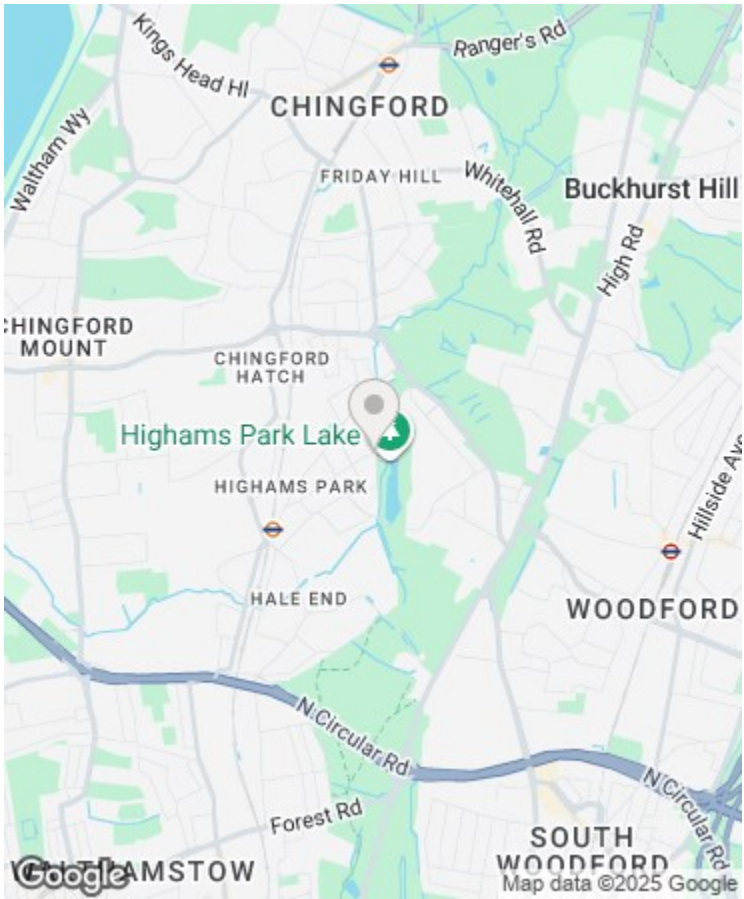 Kings Head Hl
Ranger's Rd
CHINGFORD
Waltham Wy
FRIDAY HILL
Whitehall Rd
Buckhurst Hill
High Rd
CHINGFORD
MOUNT
CHINGFORD
HATCH
Highams Park Lake
HIGHAMS PARK
Hillside Ave
HALE END
WOODFORD
N Circular Rd
N Circular Rd
Forest Rd
SOUTH
WOODFORD
WALTHAMSTOW
Google
Map data ©2025 Google